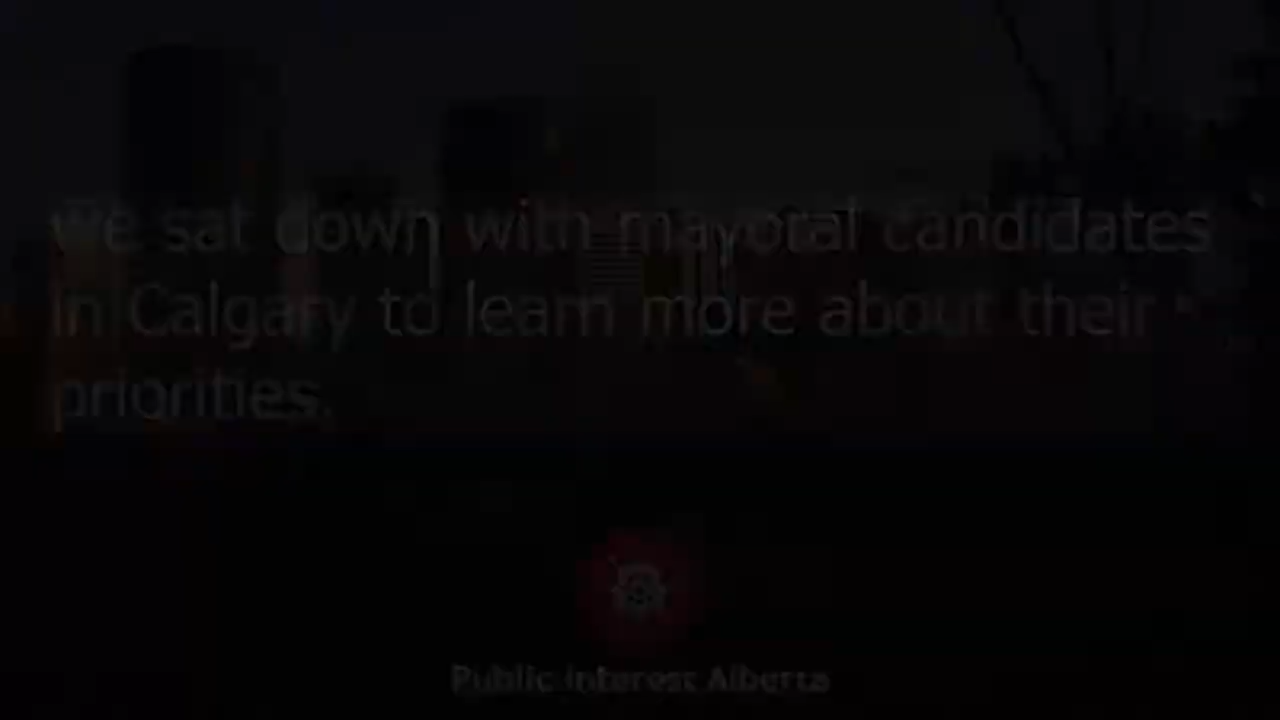 We sat down with mayoral candidates
in Calgary to learn more about their
priorities.
Public Interest Alberta